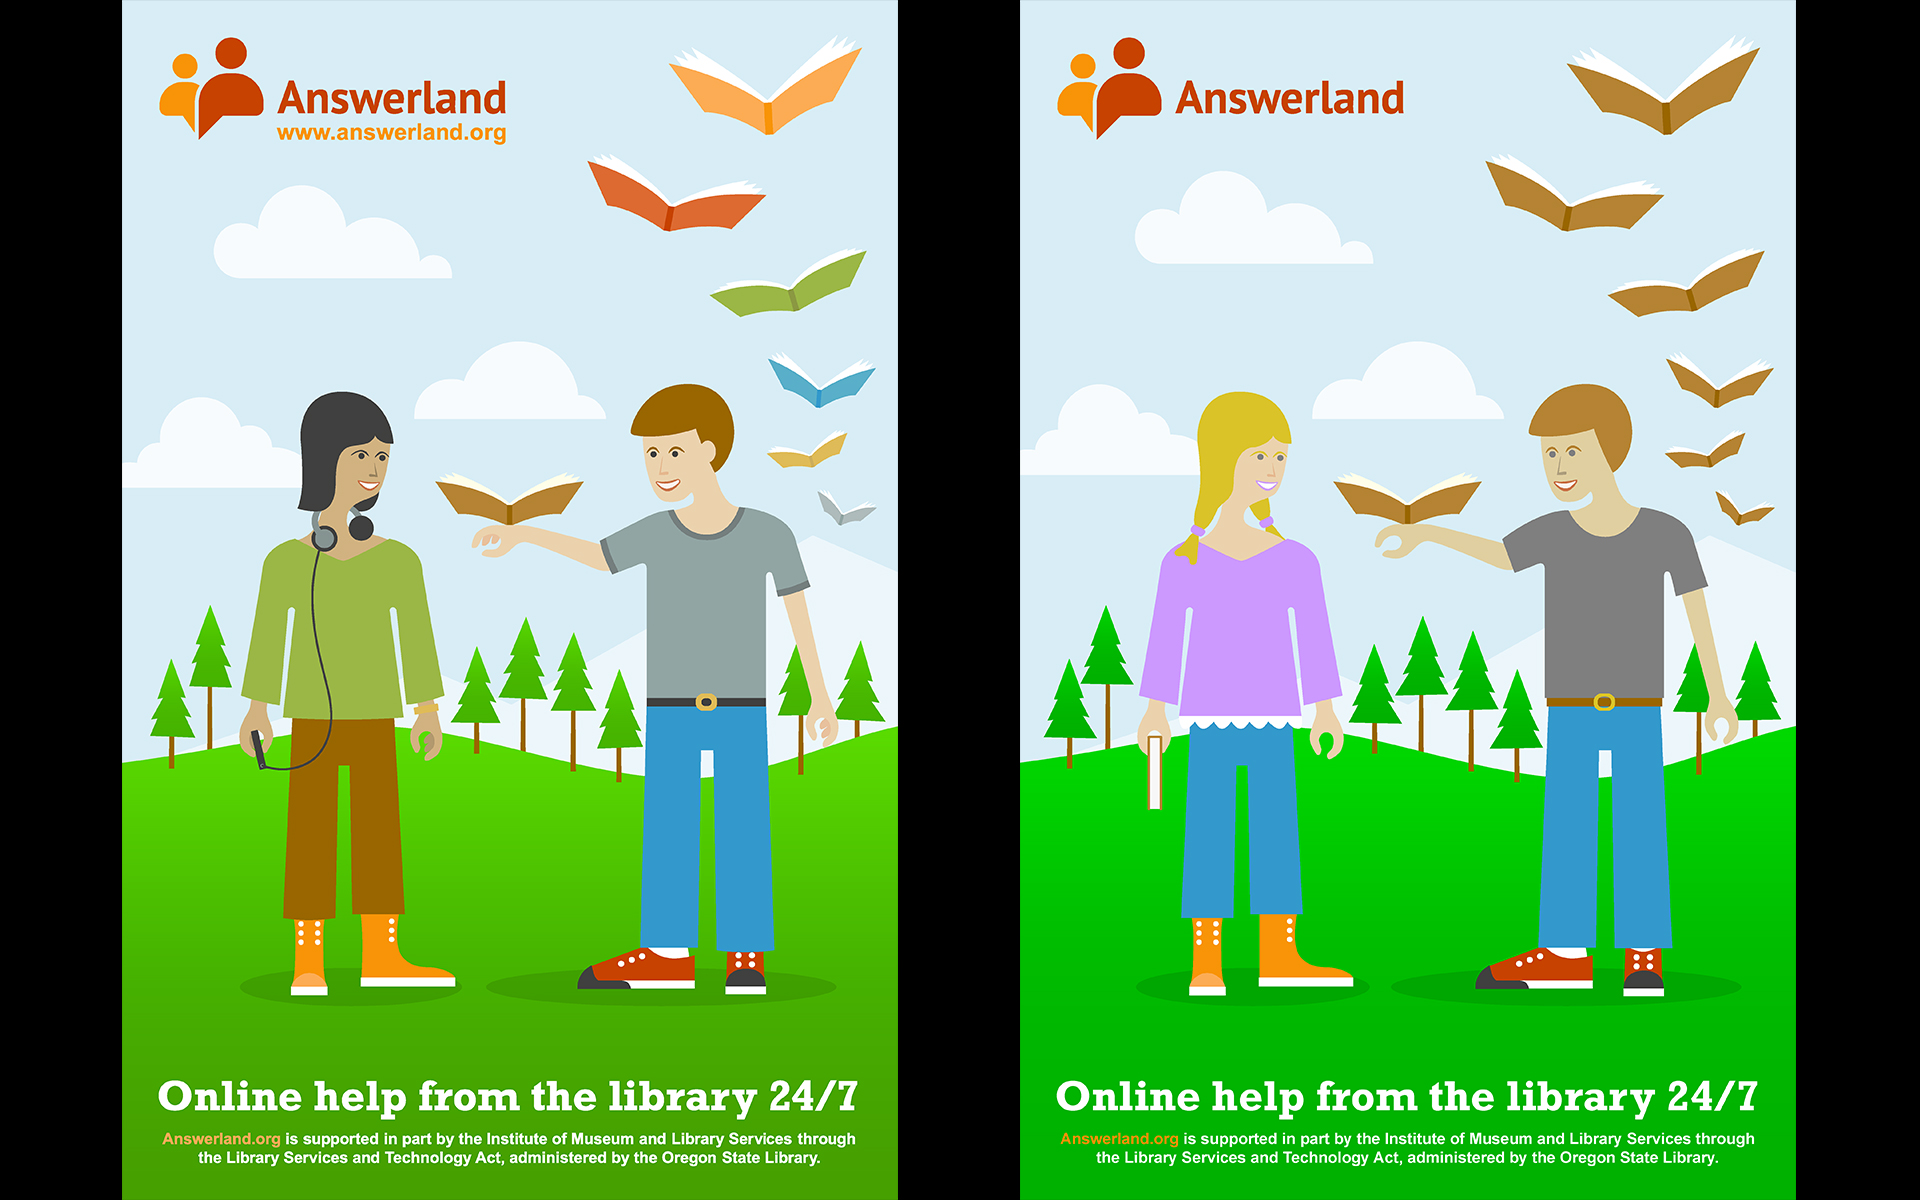 Answerland
www.answerland.org
Online help from the library 24/7
Answerland.org is supported in part by the Institute of Museum and Library Services through
the Library Services and Technology Act, administered by the Oregon State Library.
Answerland
Online help from the library 24/7
Answerland.org is supported in part by the Institute of Museum and Library Services through
the Library Services and Technology Act, administered by the Oregon State Library.